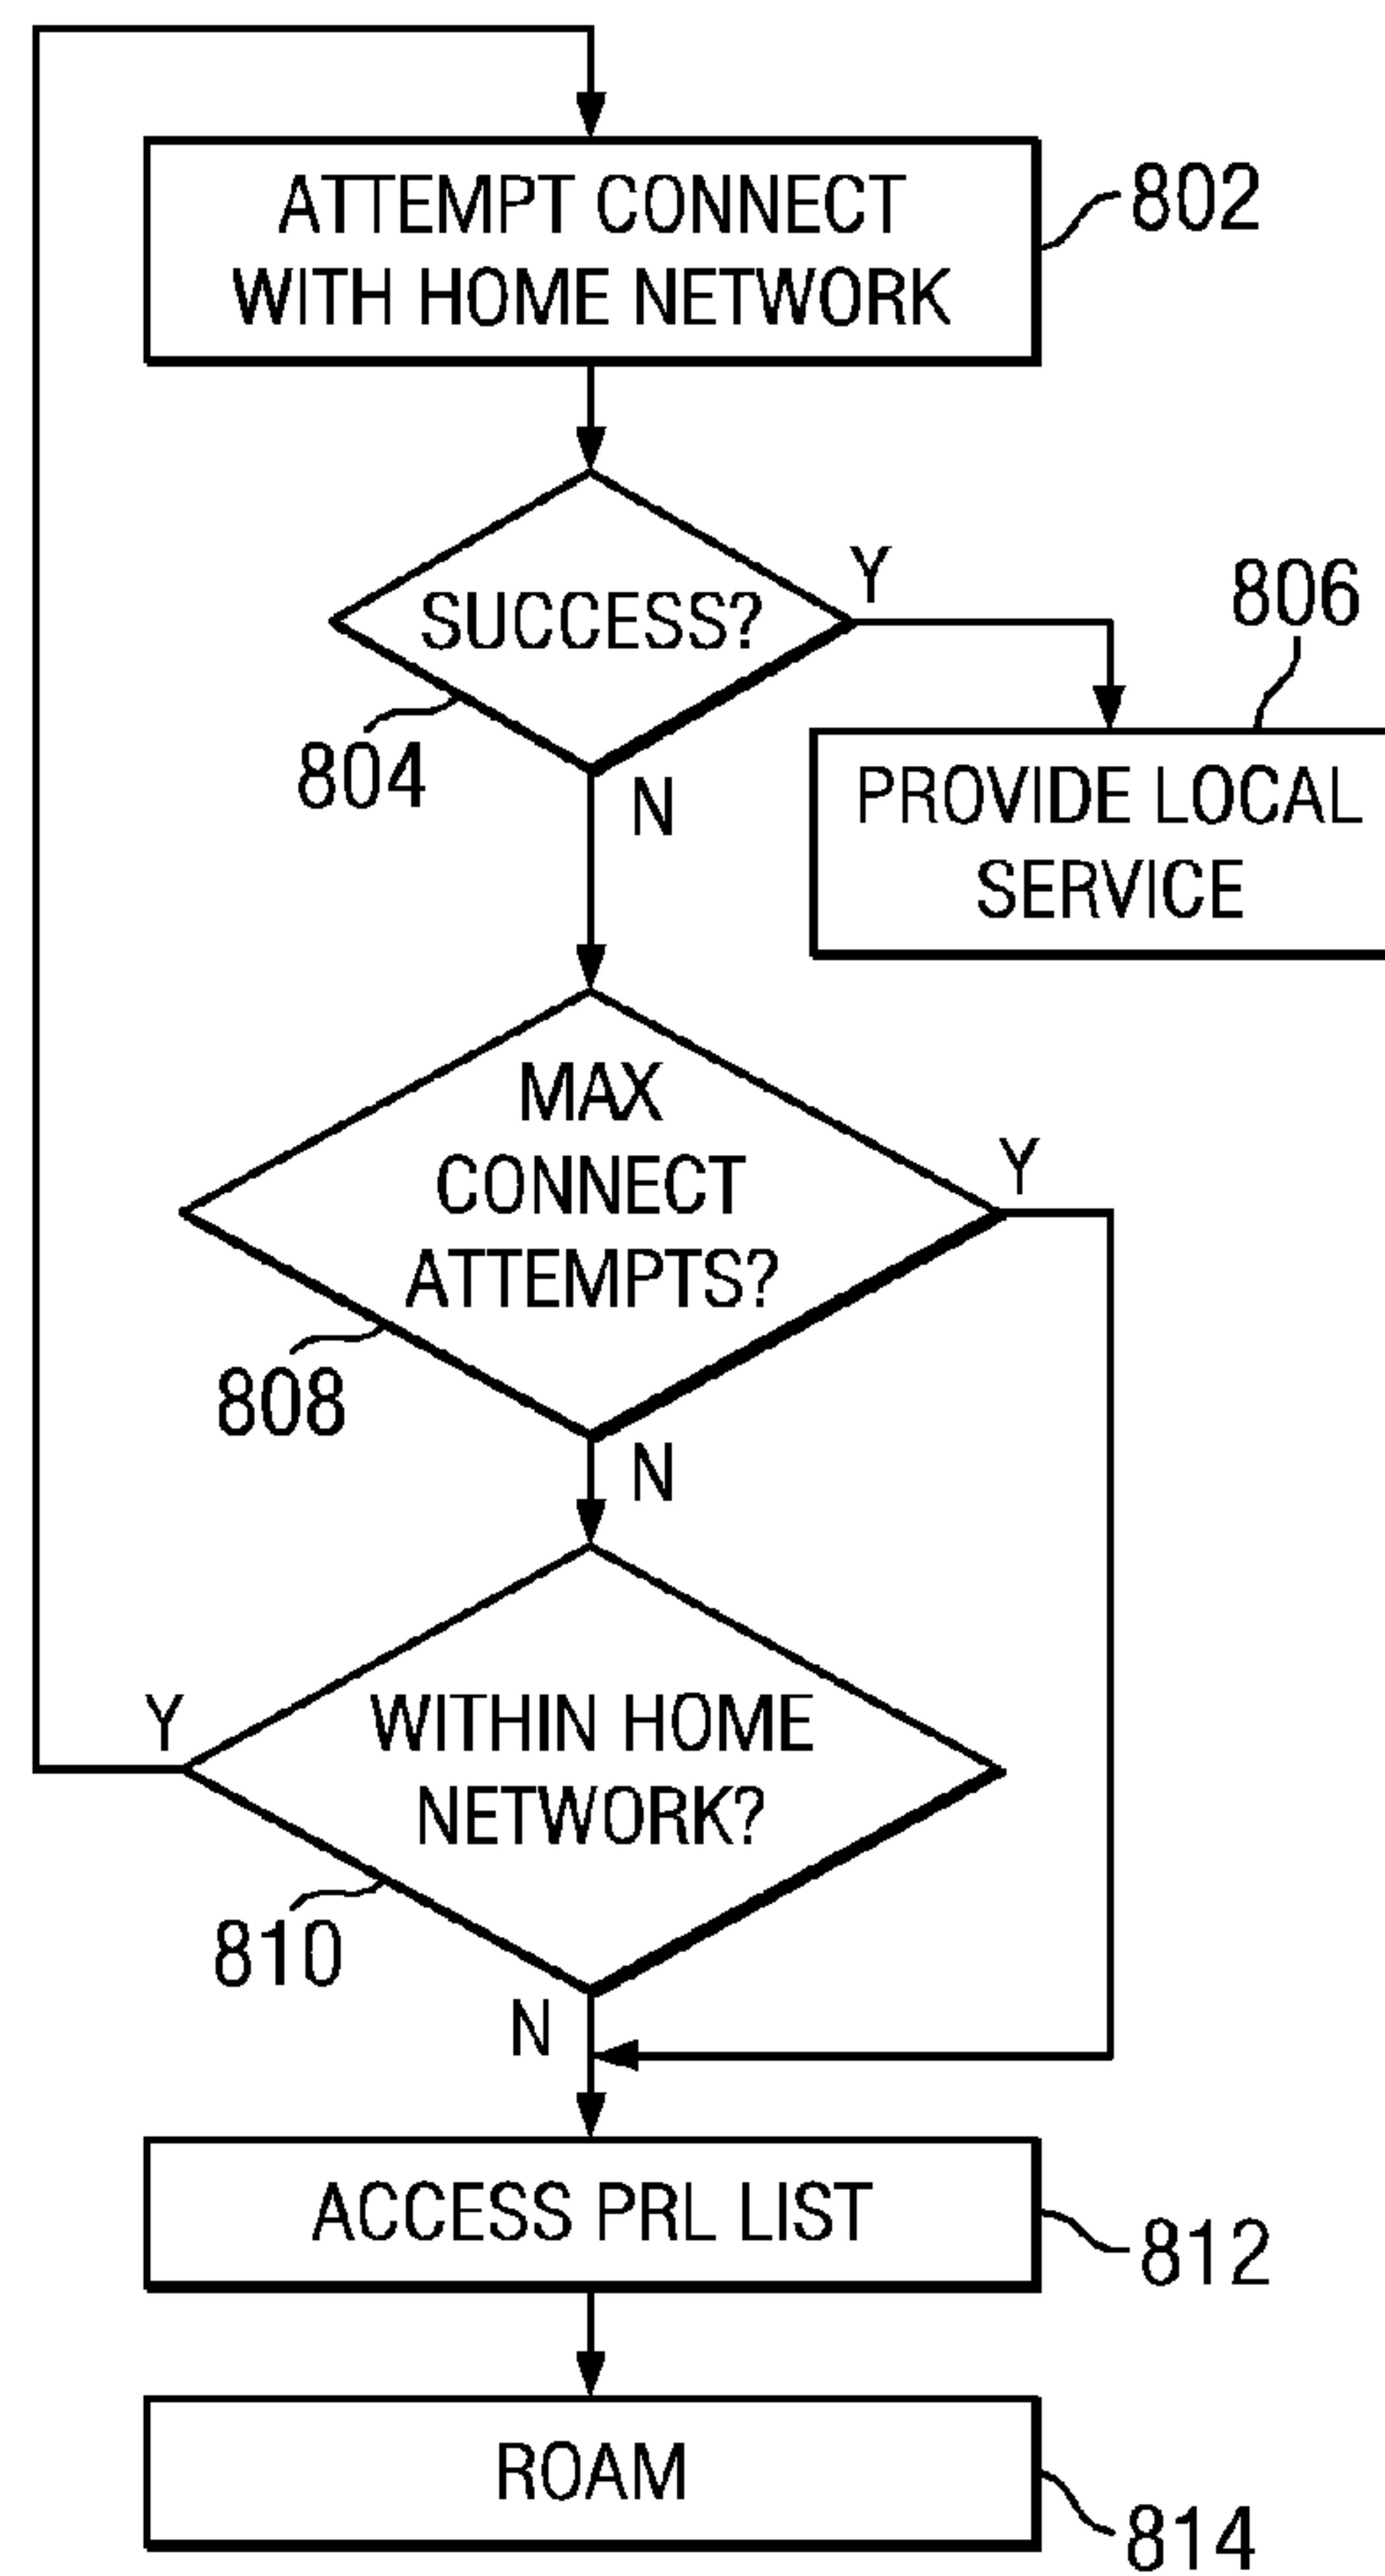 ATTEMPT CONNECT
WITH HOME NETWORK
802
SUCCESS?
Y
804
N
806
PROVIDE LOCAL
SERVICE
MAX
CONNECT
ATTEMPTS?
Y
808
N
WITHIN HOME
NETWORK?
Y
810
N
ACCESS PRL LIST
812
ROAM
814